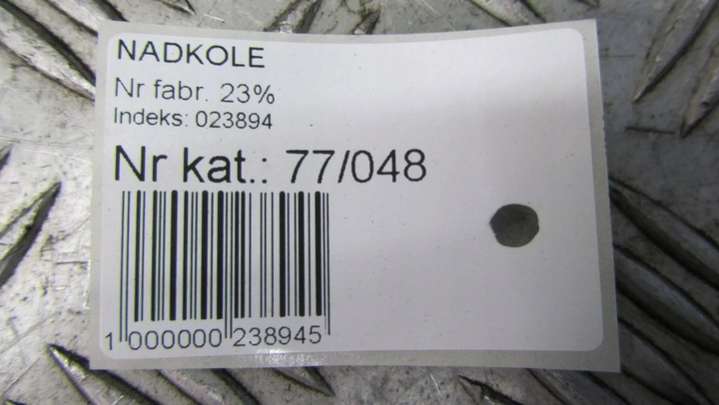 NADKOLE
Nr fabr. 23%
Indeks: 023894
Nr kat.: 77/048
1 000000 238945